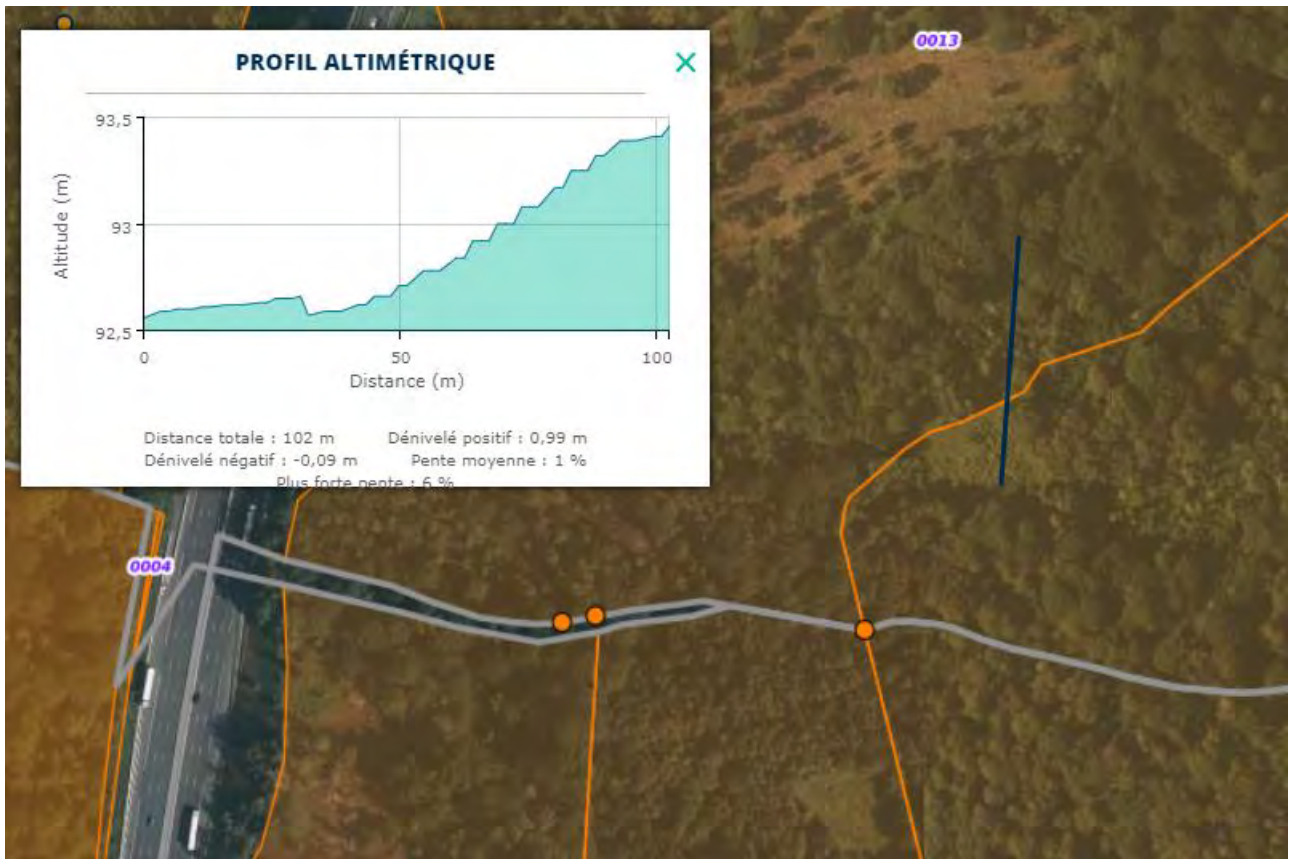 0013
PROFIL ALTIMÉTRIQUE
93,5
93
92,5
Altitude (m)
0 50 100
Distance (m)
Distance totale : 102 m Dénivelé positif : 0,99 m
Dénivelé négatif : -0,09 m Pente moyenne : 1 %
Plus forte pente : 6 %
0004